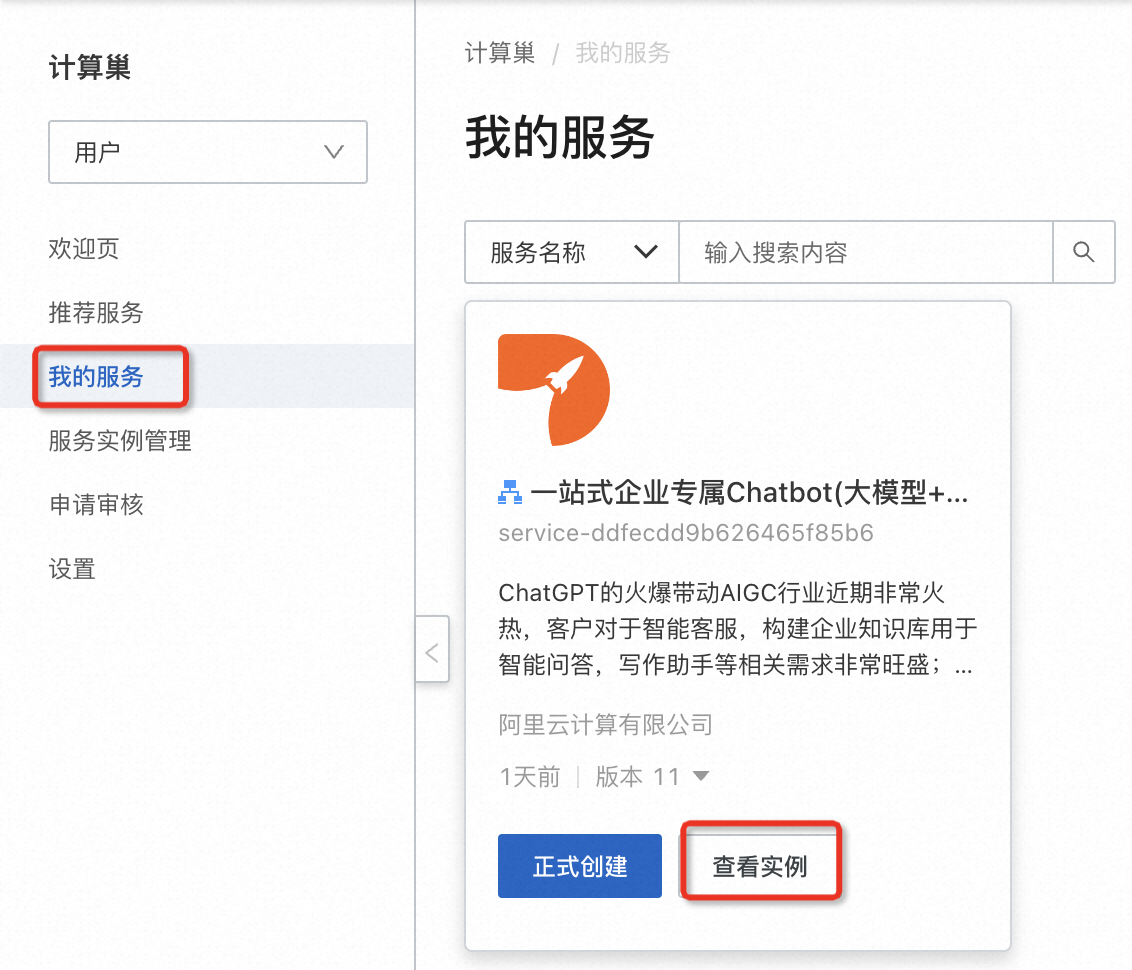 计算巢
用户
欢迎页
推荐服务
我的服务
服务实例管理
申请审核
设置
计算巢 / 我的服务
我的服务
服务名称 输入搜索内容
一站式企业专属Chatbot(大模型+...
service-ddfecdd9b626465f85b6
ChatGPT的火爆带动AIGC行业近期非常火
热，客户对于智能客服，构建企业知识库用于
智能问答，写作助手等相关需求非常旺盛；...
阿里云计算有限公司
1天前 | 版本 11
正式创建 查看实例